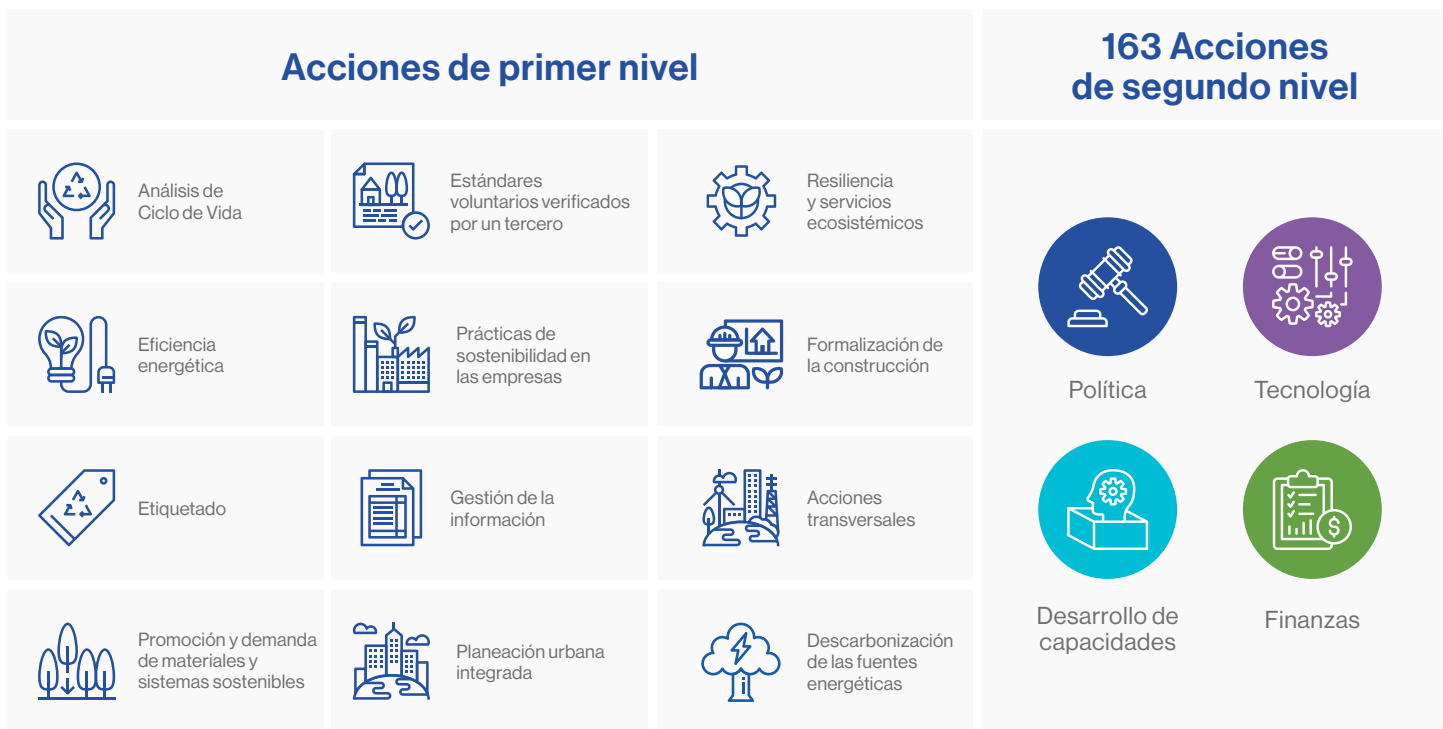 Acciones de primer nivel
163 Acciones
de segundo nivel
Análisis de
Ciclo de Vida
Estándares
voluntarios verificados
por un tercero
Resiliencia
y servicios
ecosistémicos
Eficiencia
energética
Prácticas de
sostenibilidad en
las empresas
Formalización de
la construcción
Etiquetado
Gestión de la
información
Acciones
transversales
Promoción y demanda
de materiales y
sistemas sostenibles
Planeación urbana
integrada
Descarbonización
de las fuentes
energéticas
Política
Tecnología
Desarrollo de
capacidades
Finanzas